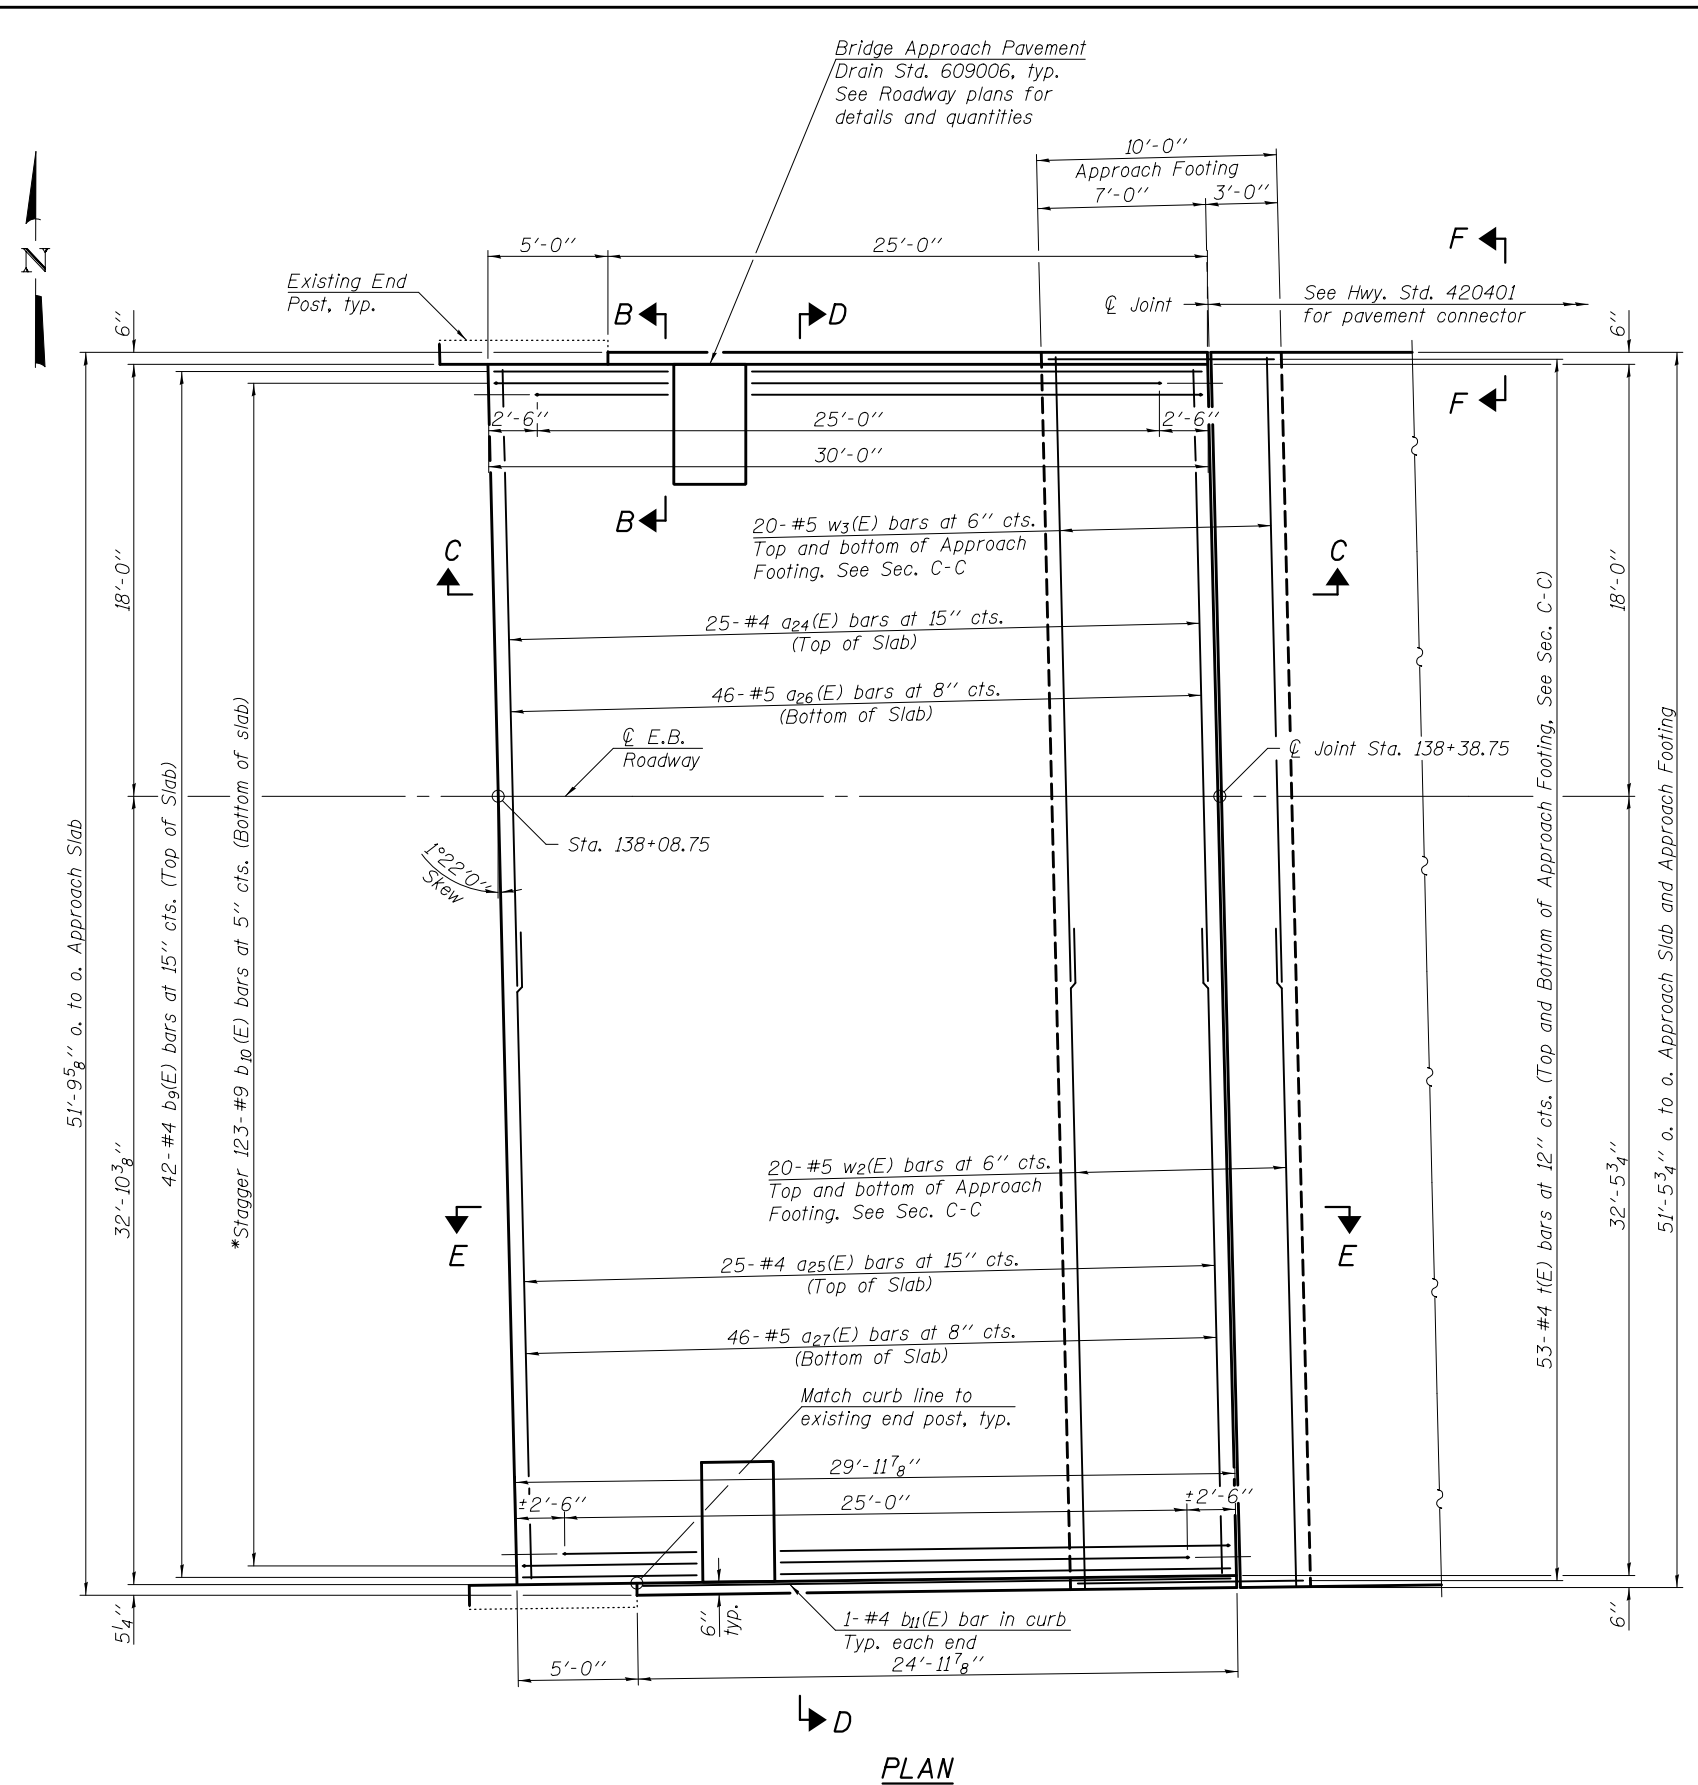 Bridge Approach Pavement
Drain Std. 609006, typ.
See Roadway plans for
details and quantities
10'-0"
Approach Footing
7'-0"
3'-0"
N
5'-0"
25'-0"
F
Existing End
Post, typ.
B
D
℄ Joint
See Hwy. Std. 420401
for pavement connector
6"
6"
F
2'-6"
25'-0"
2'-6"
30'-0"
B
20-#5 w3(E) bars at 6" cts.
Top and bottom of Approach
Footing. See Sec. C-C
C
C
18'-0"
18'-0"
25-#4 a24(E) bars at 15" cts.
(Top of Slab)
46-#5 a26(E) bars at 8" cts.
(Bottom of Slab)
℄ E.B.
Roadway
℄ Joint Sta. 138+38.75
Sta. 138+08.75
1°22'0"
Skew
51'-9 5/8" o. to o. Approach Slab
42-#4 b9(E) bars at 15" cts. (Top of Slab)
*Stagger 123-#9 b10(E) bars at 5" cts. (Bottom of slab)
53-#4 t(E) bars at 12" cts. (Top and Bottom of Approach Footing, See Sec. C-C)
51'-5 3/4" o. to o. Approach Slab and Approach Footing
32'-10 3/8"
32'-5 3/4"
20-#5 w2(E) bars at 6" cts.
Top and bottom of Approach
Footing. See Sec. C-C
E
E
25-#4 a25(E) bars at 15" cts.
(Top of Slab)
46-#5 a27(E) bars at 8" cts.
(Bottom of Slab)
Match curb line to
existing end post, typ.
29'-11 7/8"
±2'-6"
25'-0"
±2'-6"
5 1/4"
6"
typ.
6"
1-#4 b11(E) bar in curb
Typ. each end
5'-0"
24'-11 7/8"
D
PLAN